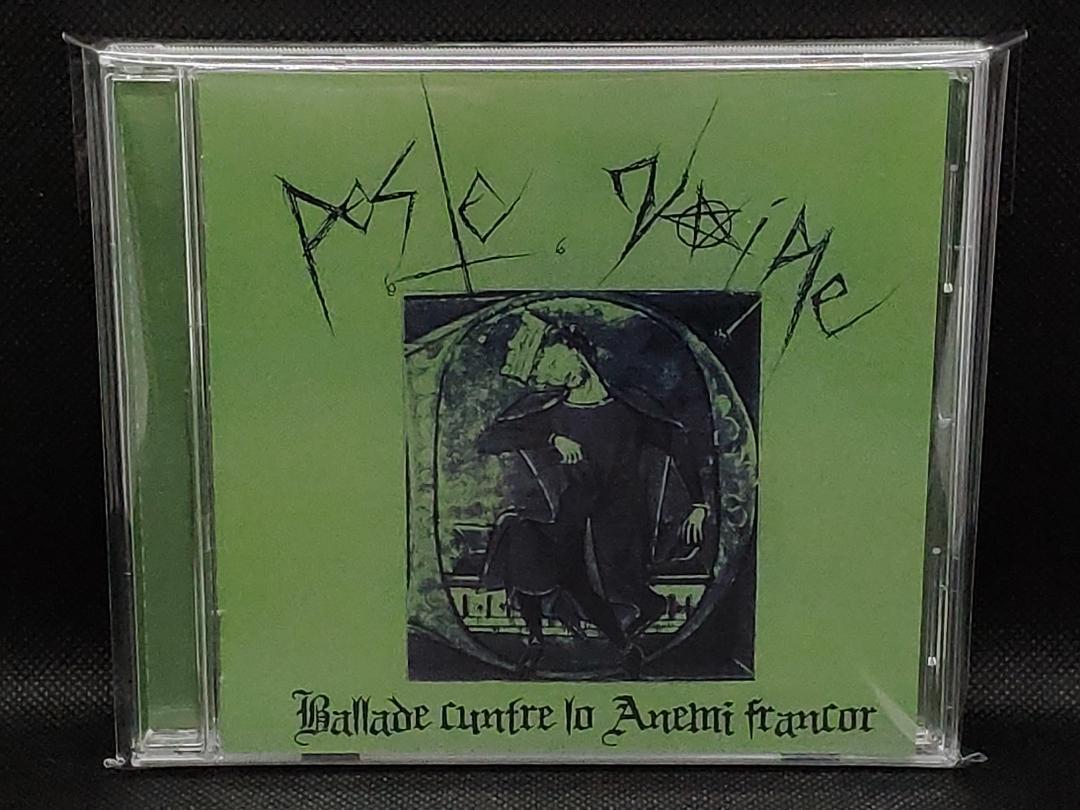 Peste Noire
Ballade cuntre lo Anemi francor